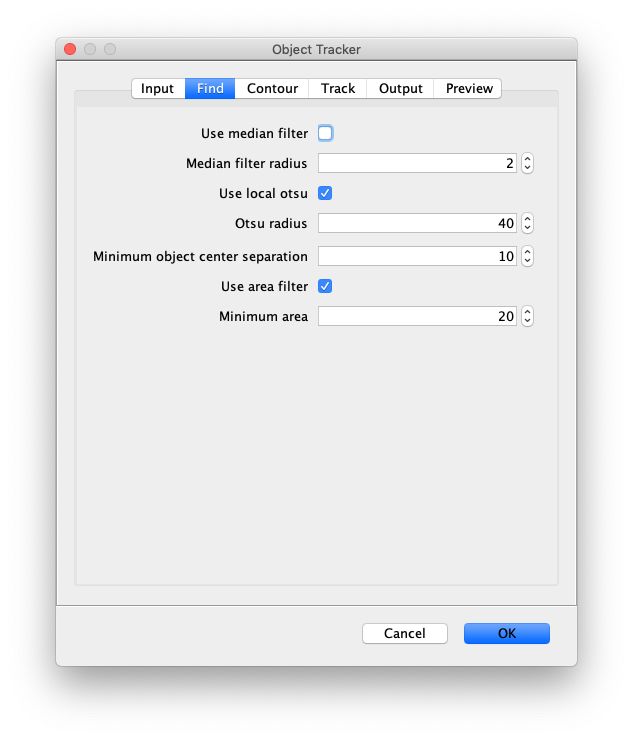 Object Tracker
Input Find Contour Track Output Preview
Use median filter
Median filter radius 2
Use local otsu
Otsu radius 40
Minimum object center separation 10
Use area filter
Minimum area 20
Cancel OK